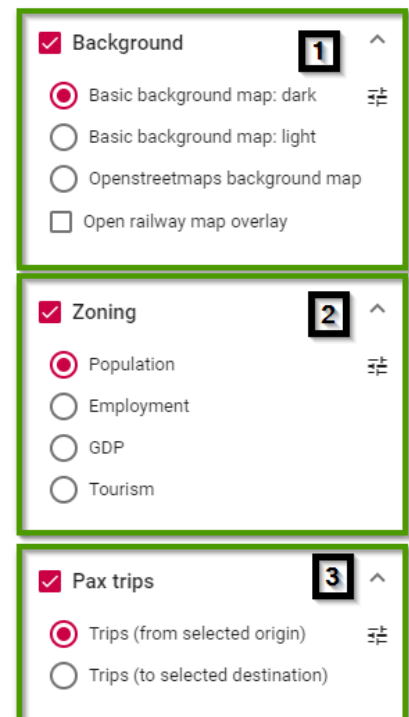 Background
1
Basic background map: dark
Basic background map: light
Openstreetmaps background map
Open railway map overlay
Zoning
2
Population
Employment
GDP
Tourism
Pax trips
3
Trips (from selected origin)
Trips (to selected destination)